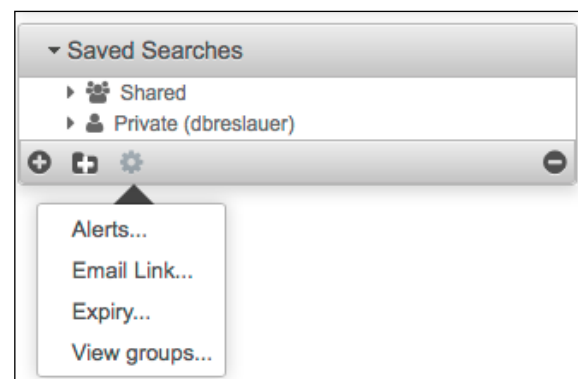 Saved Searches
Shared
Private (dbreslauer)
Alerts...
Email Link...
Expiry...
View groups...